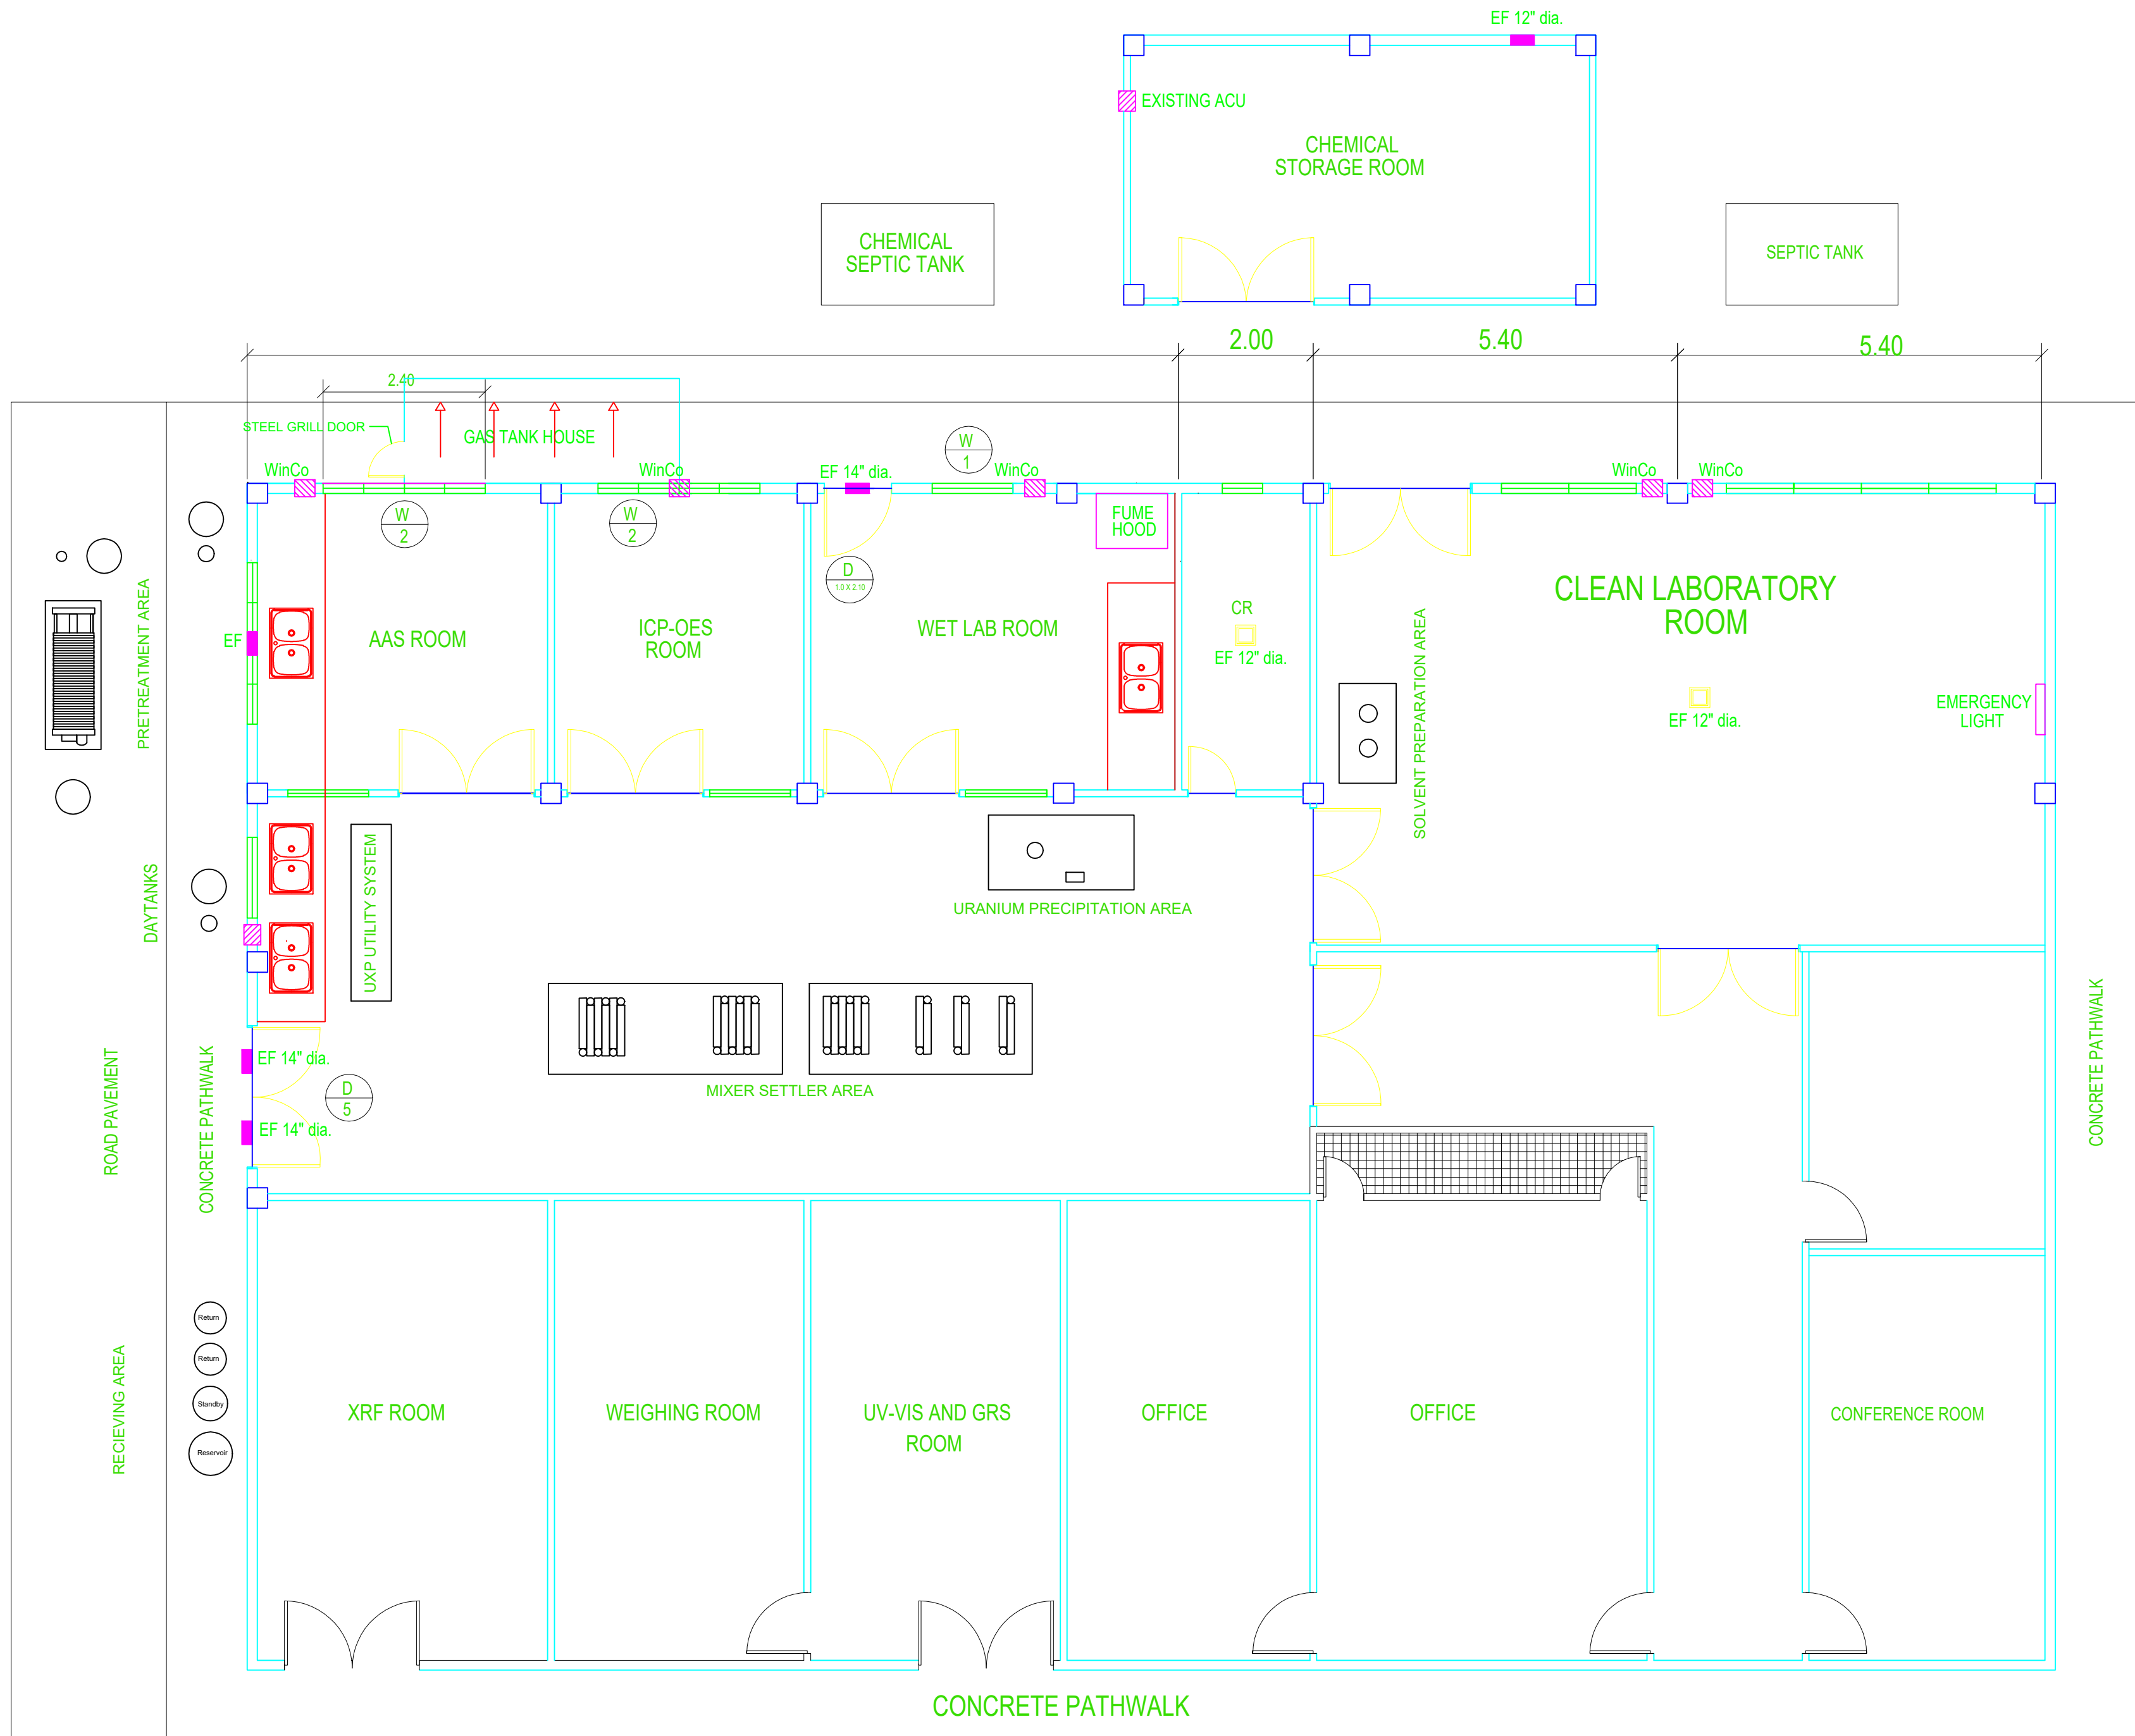 EF 12" dia.
EXISTING ACU
CHEMICAL
STORAGE ROOM
CHEMICAL
SEPTIC TANK
SEPTIC TANK
2.00
5.40
5.40
2.40
STEEL GRILL DOOR
GAS TANK HOUSE
WinCo
WinCo
EF 14" dia.
W
1
WinCo
WinCo
WinCo
W
2
W
2
FUME
HOOD
D
1.0 X 2.10
PRETREATMENT AREA
EF
AAS ROOM
ICP-OES
ROOM
WET LAB ROOM
CR
EF 12" dia.
SOLVENT PREPARATION AREA
CLEAN LABORATORY
ROOM
EF 12" dia.
EMERGENCY
LIGHT
DAYTANKS
UXP UTILITY SYSTEM
URANIUM PRECIPITATION AREA
MIXER SETTLER AREA
ROAD PAVEMENT
CONCRETE PATHWALK
EF 14" dia.
D
5
EF 14" dia.
CONCRETE PATHWALK
RECIEVING AREA
Return
Return
Standby
Reservoir
XRF ROOM
WEIGHING ROOM
UV-VIS AND GRS
ROOM
OFFICE
OFFICE
CONFERENCE ROOM
CONCRETE PATHWALK